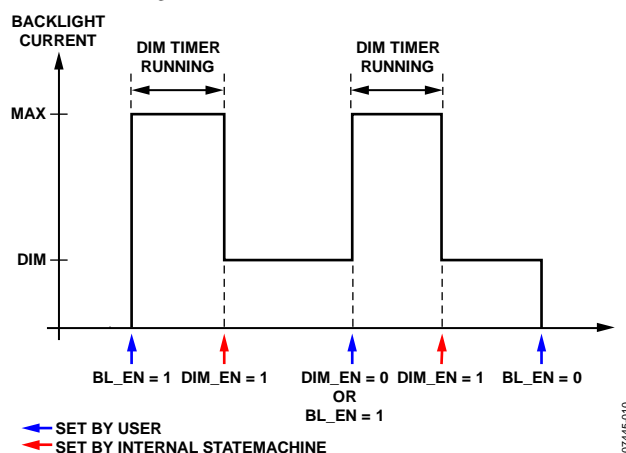 BACKLIGHT
CURRENT
DIM TIMER
RUNNING
DIM TIMER
RUNNING
MAX
DIM
BL_EN = 1
DIM_EN = 1
DIM_EN = 0
OR
BL_EN = 1
DIM_EN = 1
BL_EN = 0
SET BY USER
SET BY INTERNAL STATEMACHINE
07445-019